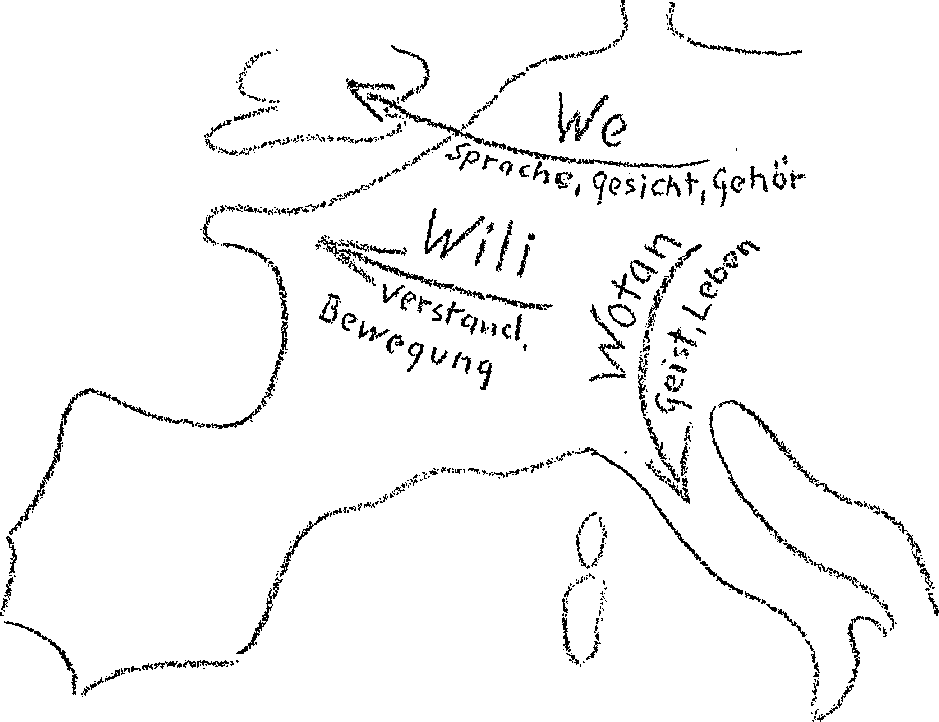 We
Sprache, gesicht, Gehör
Wili
Verstand,
Bewegung
Wotan
Geist, Leben